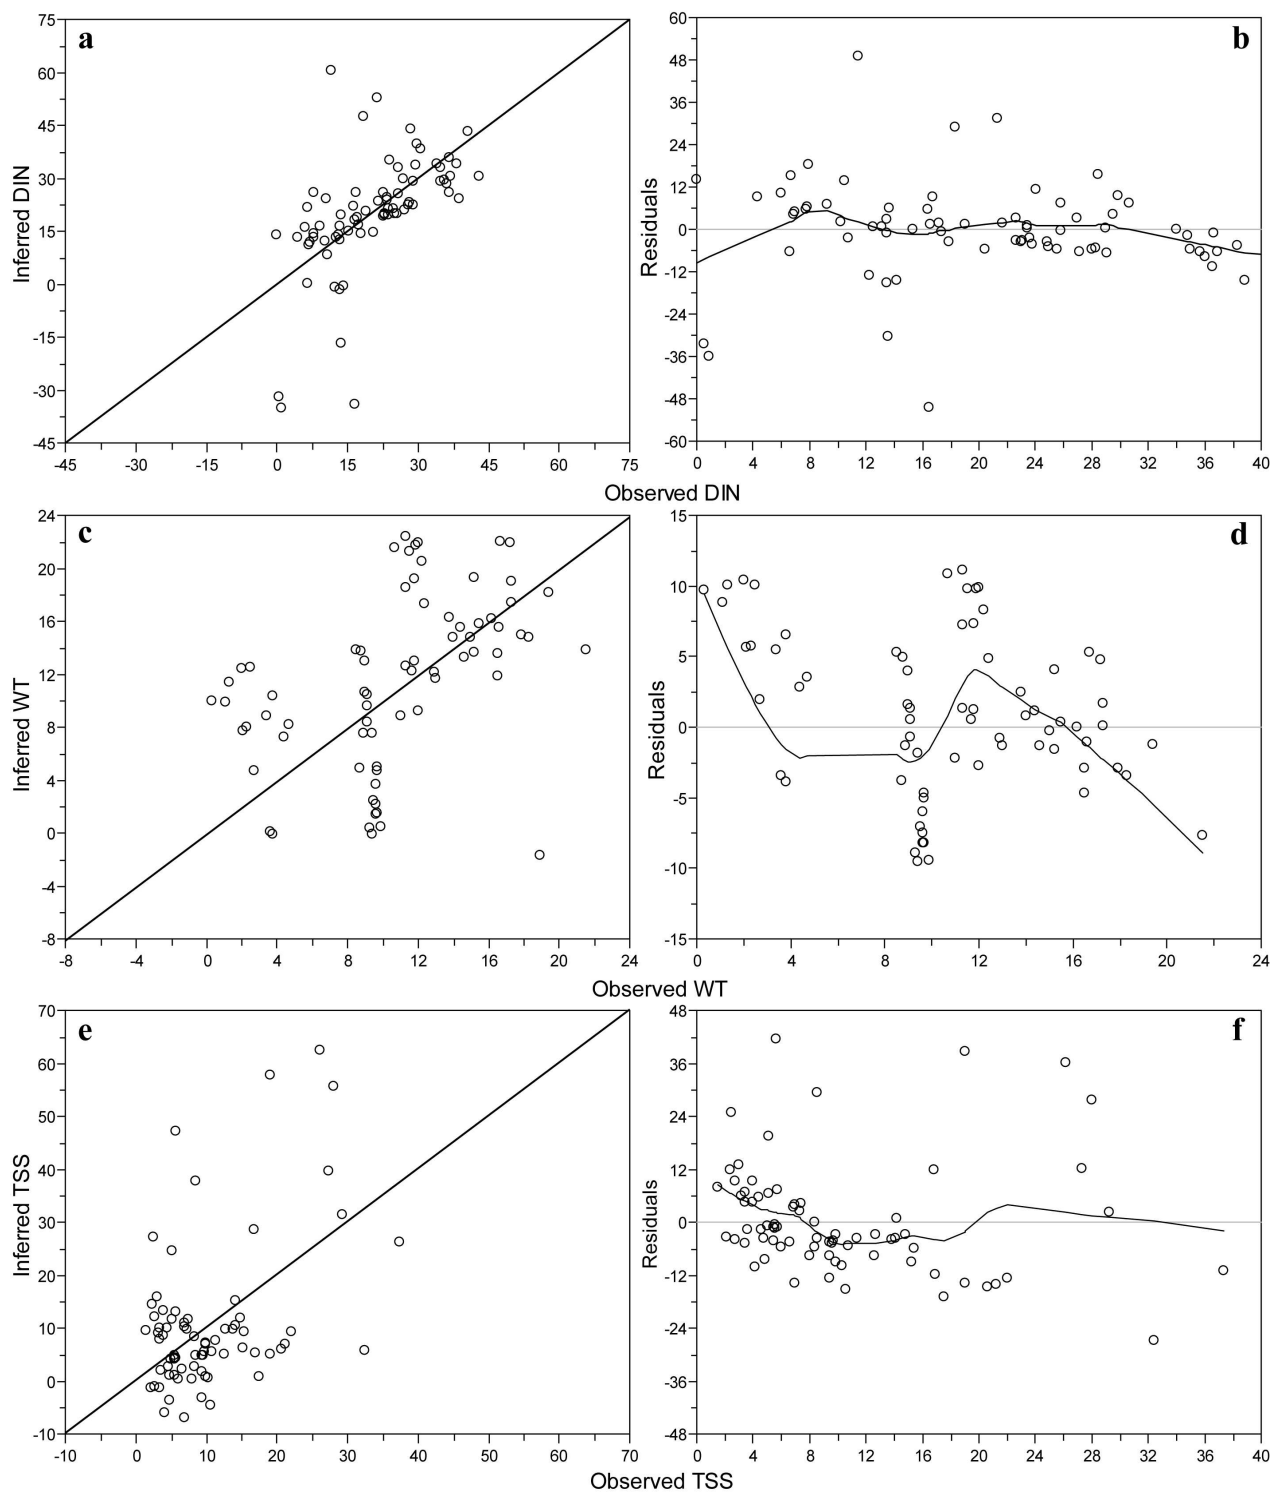 a
b
75
60
45
30
15
0
-15
-30
-45
Inferred DIN
-45 -30 -15 0 15 30 45 60 75
60
48
36
24
12
0
-12
-24
-36
-48
-60
Residuals
0 4 8 12 16 20 24 28 32 36 40
Observed DIN
c
d
24
20
16
12
8
4
0
-4
-8
Inferred WT
-8 -4 0 4 8 12 16 20 24
15
10
5
0
-5
-10
-15
Residuals
0 4 8 12 16 20 24
Observed WT
e
f
70
60
50
40
30
20
10
0
-10
Inferred TSS
-10 0 10 20 30 40 50 60 70
48
36
24
12
0
-12
-24
-36
-48
Residuals
0 4 8 12 16 20 24 28 32 36 40
Observed TSS